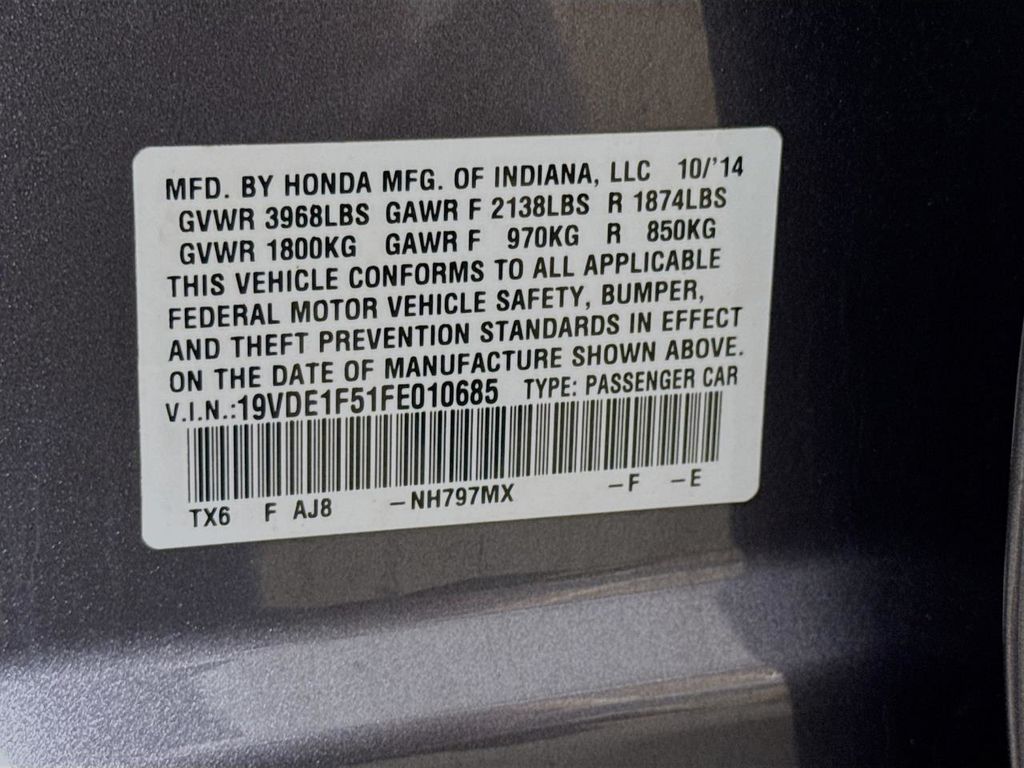 MFD. BY HONDA MFG. OF INDIANA, LLC 10/'14
GVWR 3968LBS GAWR F 2138LBS R 1874LBS
GVWR 1800KG GAWR F 970KG R 850KG
THIS VEHICLE CONFORMS TO ALL APPLICABLE
FEDERAL MOTOR VEHICLE SAFETY, BUMPER,
AND THEFT PREVENTION STANDARDS IN EFFECT
ON THE DATE OF MANUFACTURE SHOWN ABOVE.
V.I.N.:19VDE1F51FE010685 TYPE: PASSENGER CAR
TX6 F AJ8 –NH797MX –F –E